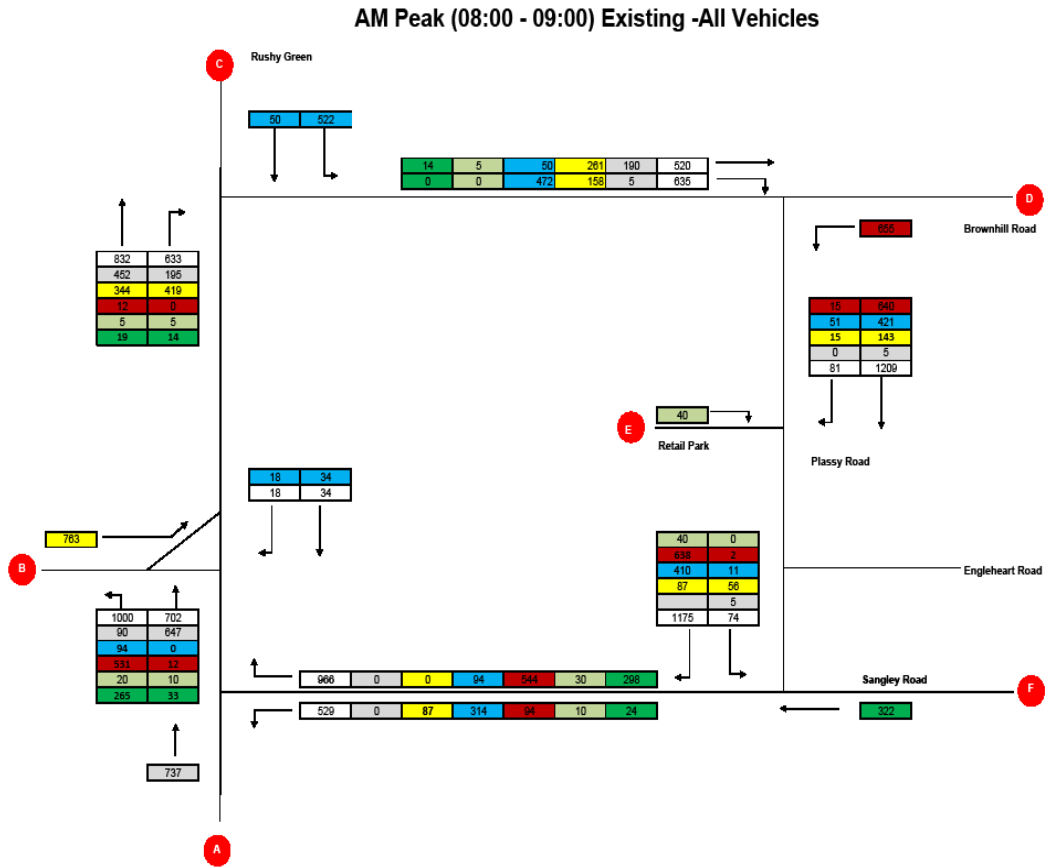 AM Peak (08:00 - 09:00) Existing -All Vehicles
C
Rushy Green
50 522
14 5 50 261 190 520
0 0 472 158 5 635
D
Brownhill Road
655
832 633
452 195
344 419
12 0
5 5
19 14
15 640
51 421
15 143
0 5
81 1209
40
E
Retail Park
Plassy Road
18 34
18 34
763
B
40 0
638 2
410 11
87 56
5
1175 74
Engleheart Road
1000 702
90 647
94 0
531 12
20 10
265 33
966 0 0 94 544 30 298
Sangley Road
F
529 0 87 314 94 10 24
322
737
A